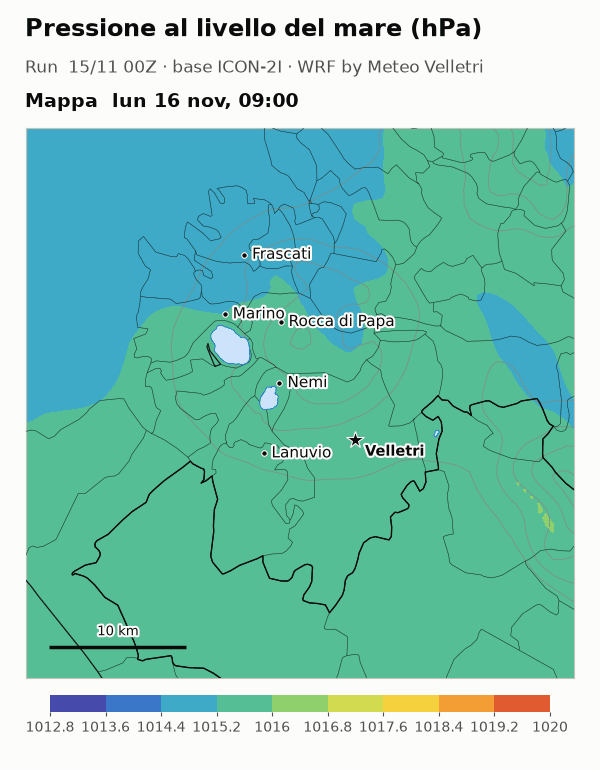 Pressione al livello del mare (hPa)
Run 15/11 00Z · base ICON-2I · WRF by Meteo Velletri
Mappa lun 16 nov, 09:00
Frascati
Marino
Rocca di Papa
Nemi
Velletri
Lanuvio
10 km
1012.8 1013.6 1014.4 1015.2 1016 1016.8 1017.6 1018.4 1019.2 1020